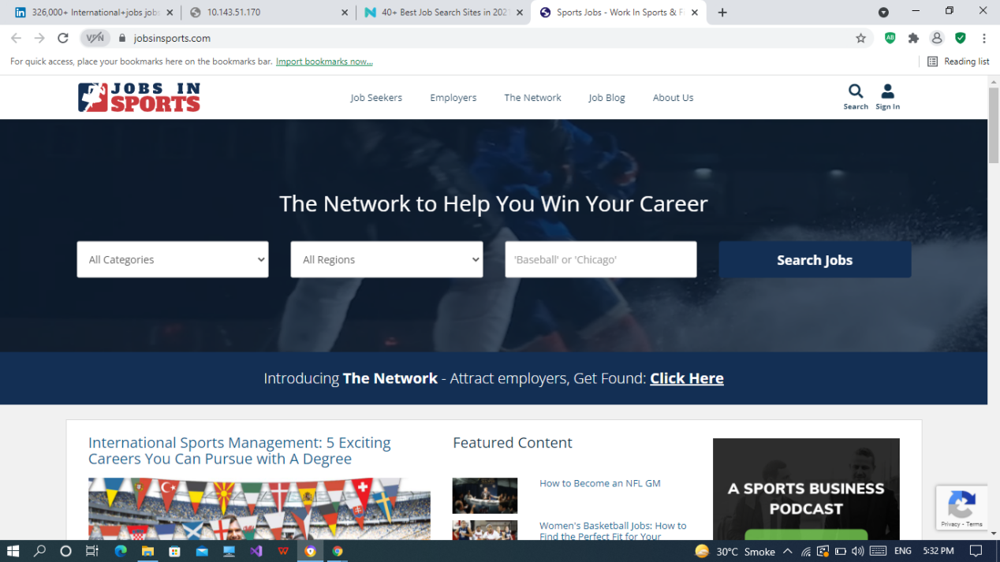 326,000+ International+jobs jobs
10.143.51.170
40+ Best Job Search Sites in 2021
Sports Jobs - Work In Sports & F
VPN
jobsinsports.com
AB
For quick access, place your bookmarks here on the bookmarks bar. Import bookmarks now...
Reading list
JOBS IN
SPORTS
Job Seekers
Employers
The Network
Job Blog
About Us
Search
Sign In
The Network to Help You Win Your Career
All Categories
All Regions
'Baseball' or 'Chicago'
Search Jobs
Introducing The Network - Attract employers, Get Found: Click Here
International Sports Management: 5 Exciting
Careers You Can Pursue with A Degree
Featured Content
How to Become an NFL GM
Women's Basketball Jobs: How to
Find the Perfect Fit for Your
A SPORTS BUSINESS
PODCAST
Privacy - Terms
30°C Smoke
ENG
5:32 PM